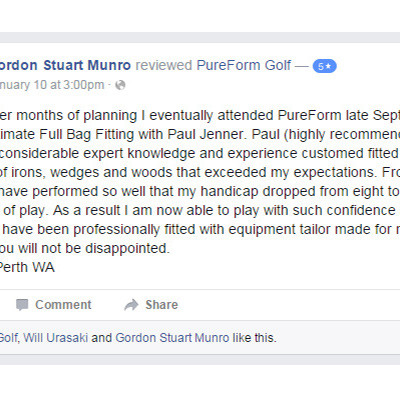 ordon Stuart Munro reviewed PureForm Golf — 5★
nuary 10 at 3:00pm ·
er months of planning I eventually attended PureForm late Sept
timate Full Bag Fitting with Paul Jenner. Paul (highly recommen
considerable expert knowledge and experience customed fitted
of irons, wedges and woods that exceeded my expectations. Fro
have performed so well that my handicap dropped from eight to
of play. As a result I am now able to play with such confidence
have been professionally fitted with equipment tailor made for
ou will not be disappointed.
Perth WA
Comment Share
Golf, Will Urasaki and Gordon Stuart Munro like this.